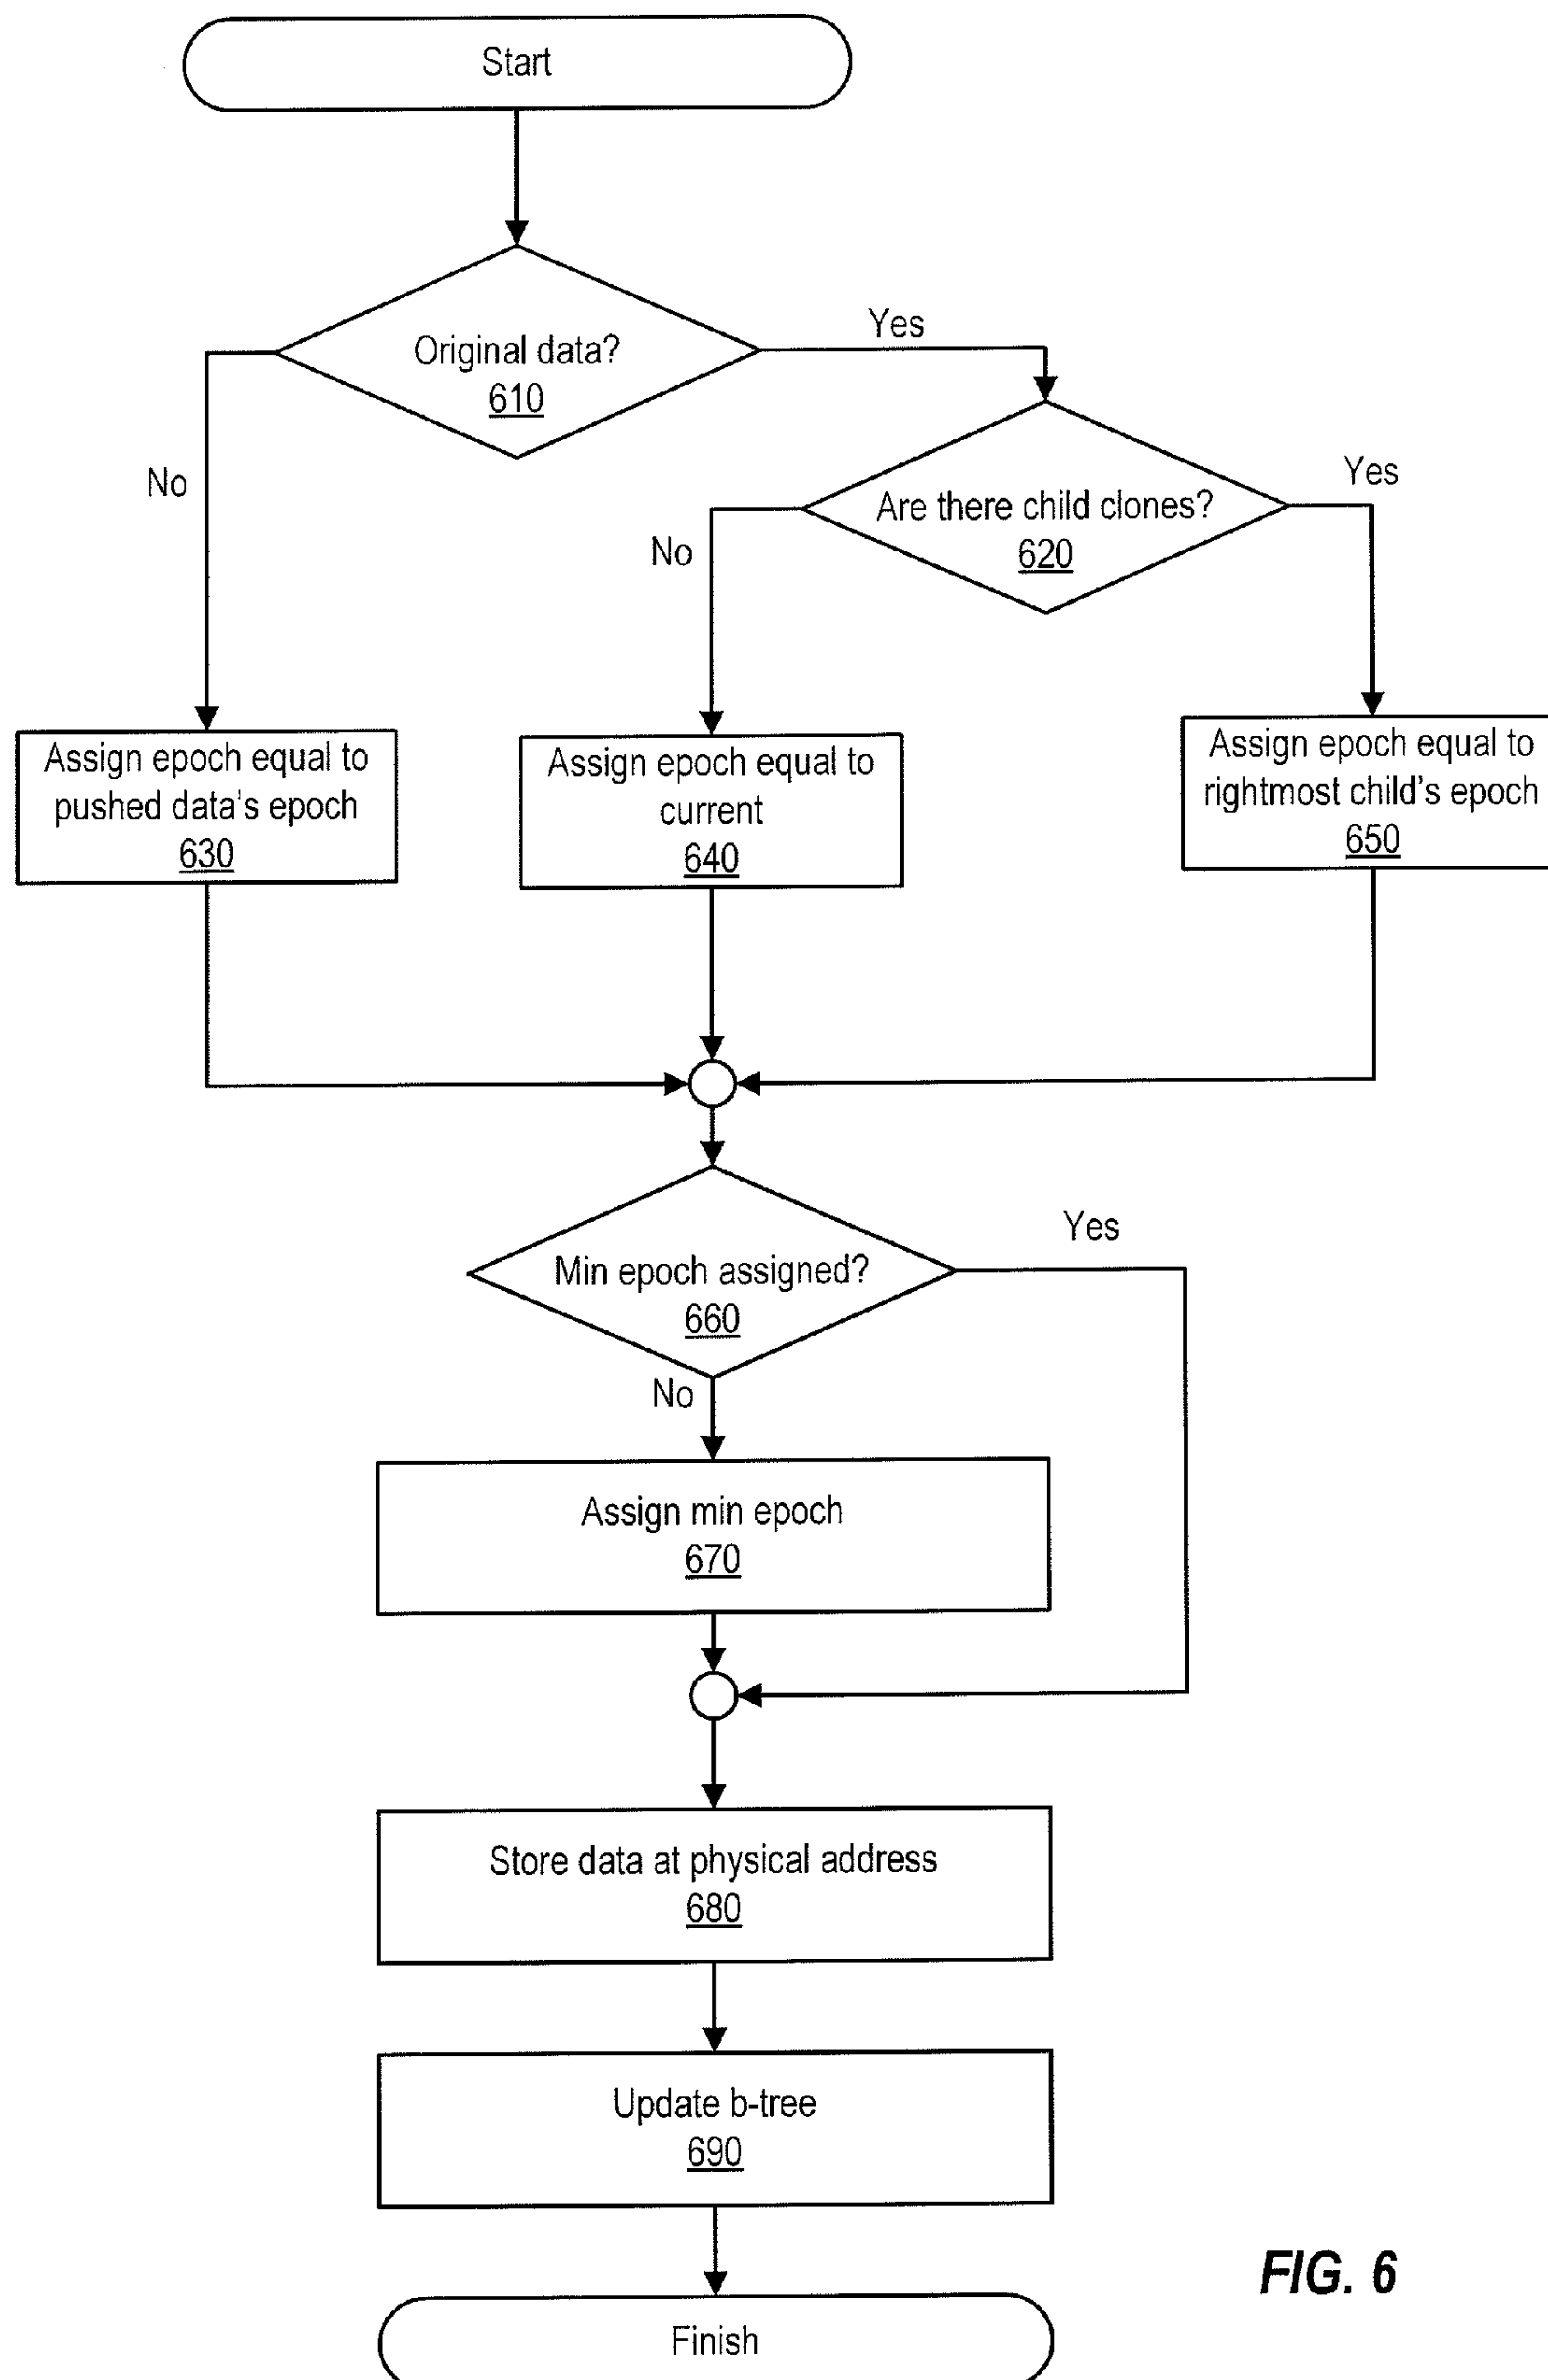 Start
Original data?
610
Yes
No
Are there child clones?
620
Yes
No
Assign epoch equal to
pushed data's epoch
630
Assign epoch equal to
current
640
Assign epoch equal to
rightmost child's epoch
650
Min epoch assigned?
660
Yes
No
Assign min epoch
670
Store data at physical address
680
Update b-tree
690
Finish
FIG. 6